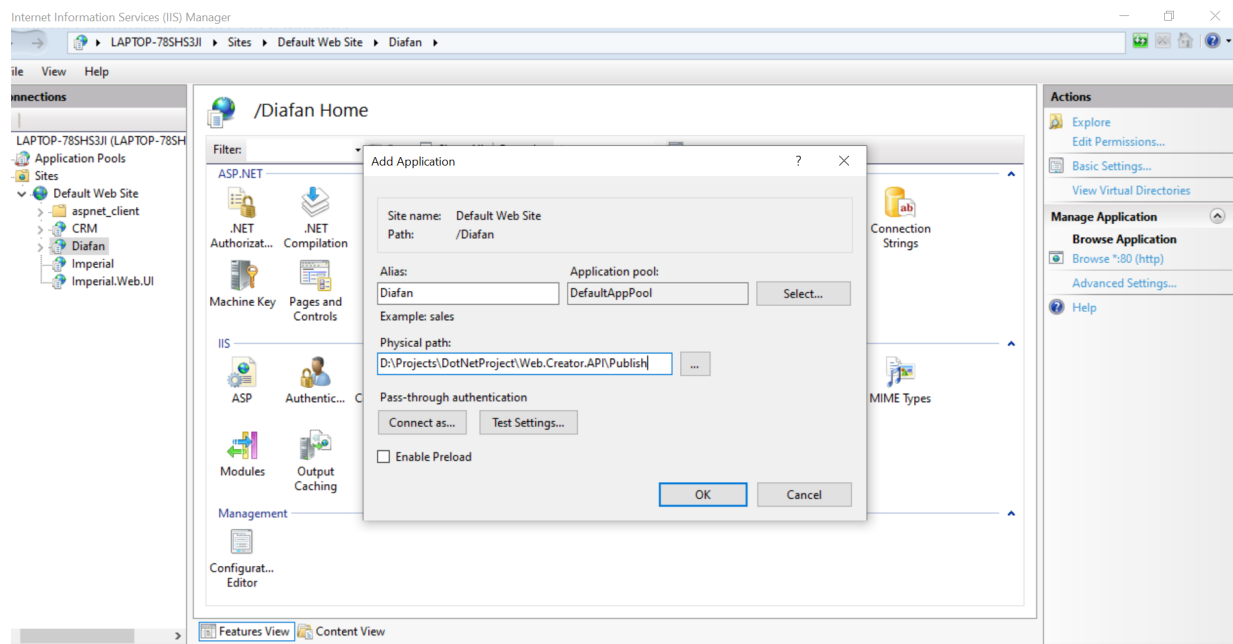 Internet Information Services (IIS) Manager
LAPTOP-78SHS3JI Sites Default Web Site Diafan
ile View Help
onnections
LAPTOP-78SHS3JI (LAPTOP-78SH
Application Pools
Sites
Default Web Site
aspnet_client
CRM
Diafan
Imperial
Imperial.Web.UI
/Diafan Home
Filter:
ASP.NET
.NET Authorizat...
.NET Compilation
Connection Strings
Machine Key
Pages and Controls
IIS
ASP
Authentic...
C
MIME Types
Modules
Output Caching
Management
Configurat... Editor
Features View
Content View
Add Application
?
Site name: Default Web Site
Path: /Diafan
Alias:
Application pool:
Diafan
DefaultAppPool
Select...
Example: sales
Physical path:
D:\Projects\DotNetProject\Web.Creator.API\Publish
...
Pass-through authentication
Connect as...
Test Settings...
Enable Preload
OK
Cancel
Actions
Explore
Edit Permissions...
Basic Settings...
View Virtual Directories
Manage Application
Browse Application
Browse *:80 (http)
Advanced Settings...
Help